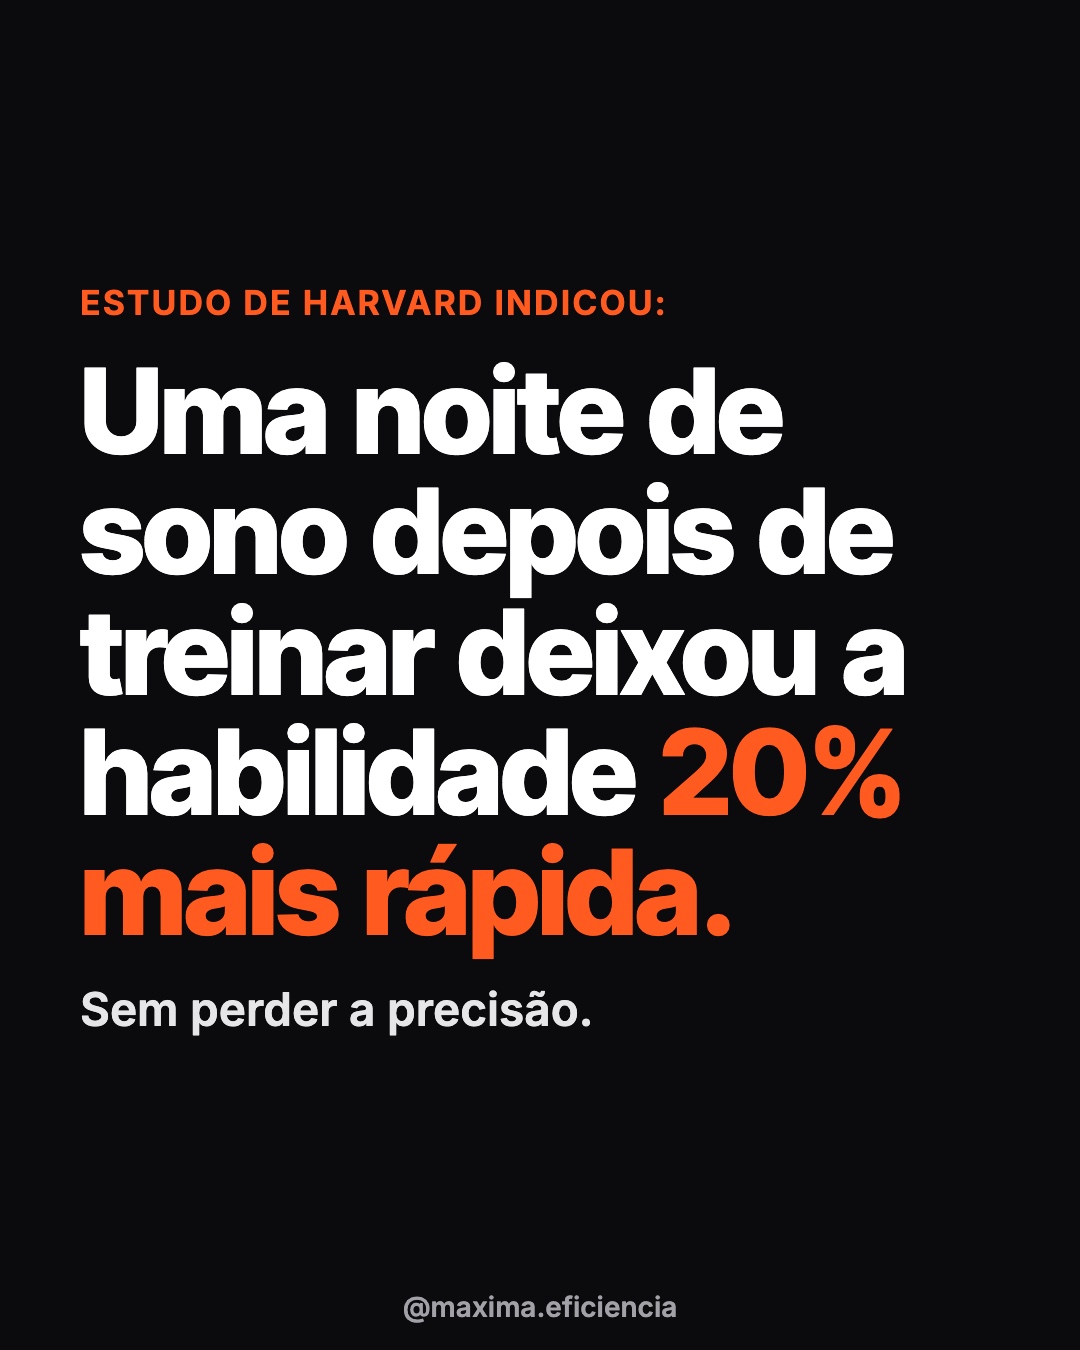 ESTUDO DE HARVARD INDICOU:
Uma noite de
sono depois de
treinar deixou a
habilidade 20%
mais rápida.
Sem perder a precisão.
@maxima.eficiencia